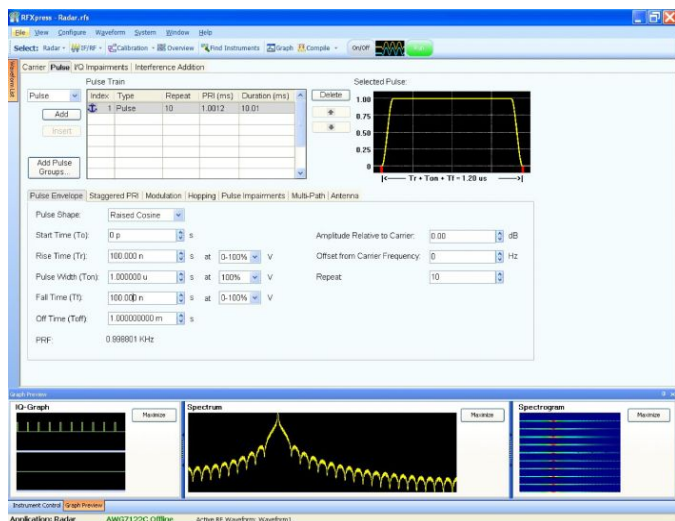 RFXpress - Radar.rfs
File View Configure Waveform System Window Help
Select: Radar IF/RF Calibration Overview Find Instruments Graph Compile On/Off
Waveform List
Carrier Pulse I/Q Impairments Interference Addition
Pulse Train
Selected Pulse:
Pulse
Index Type Repeat PRI (ms) Duration (ms)
1 Pulse 10 1.0012 10.01
Delete
Add
Insert
Add Pulse Groups...
1.00
0.75
0.50
0.25
0
|<----- Tr + Ton + Tf = 1.20 us ----->|
Pulse Envelope Staggered PRI Modulation Hopping Pulse Impairments Multi-Path Antenna
Pulse Shape: Raised Cosine
Start Time (To): 0 p s
Amplitude Relative to Carrier: 0.00 dB
Rise Time (Tr): 100.000 n s at 0-100% V
Offset from Carrier Frequency: 0 Hz
Pulse Width (Ton): 1.000000 u s at 100% V
Repeat: 10
Fall Time (Tf): 100.000 n s at 0-100% V
Off Time (Toff): 1.000000000 m s
PRF: 0.998801 KHz
Graph Preview
IQ-Graph Maximize
Spectrum Maximize
Spectrogram Maximize
Instrument Control Graph Preview
Application: Radar AWG7122C Offline Active RF Waveform: Waveform1